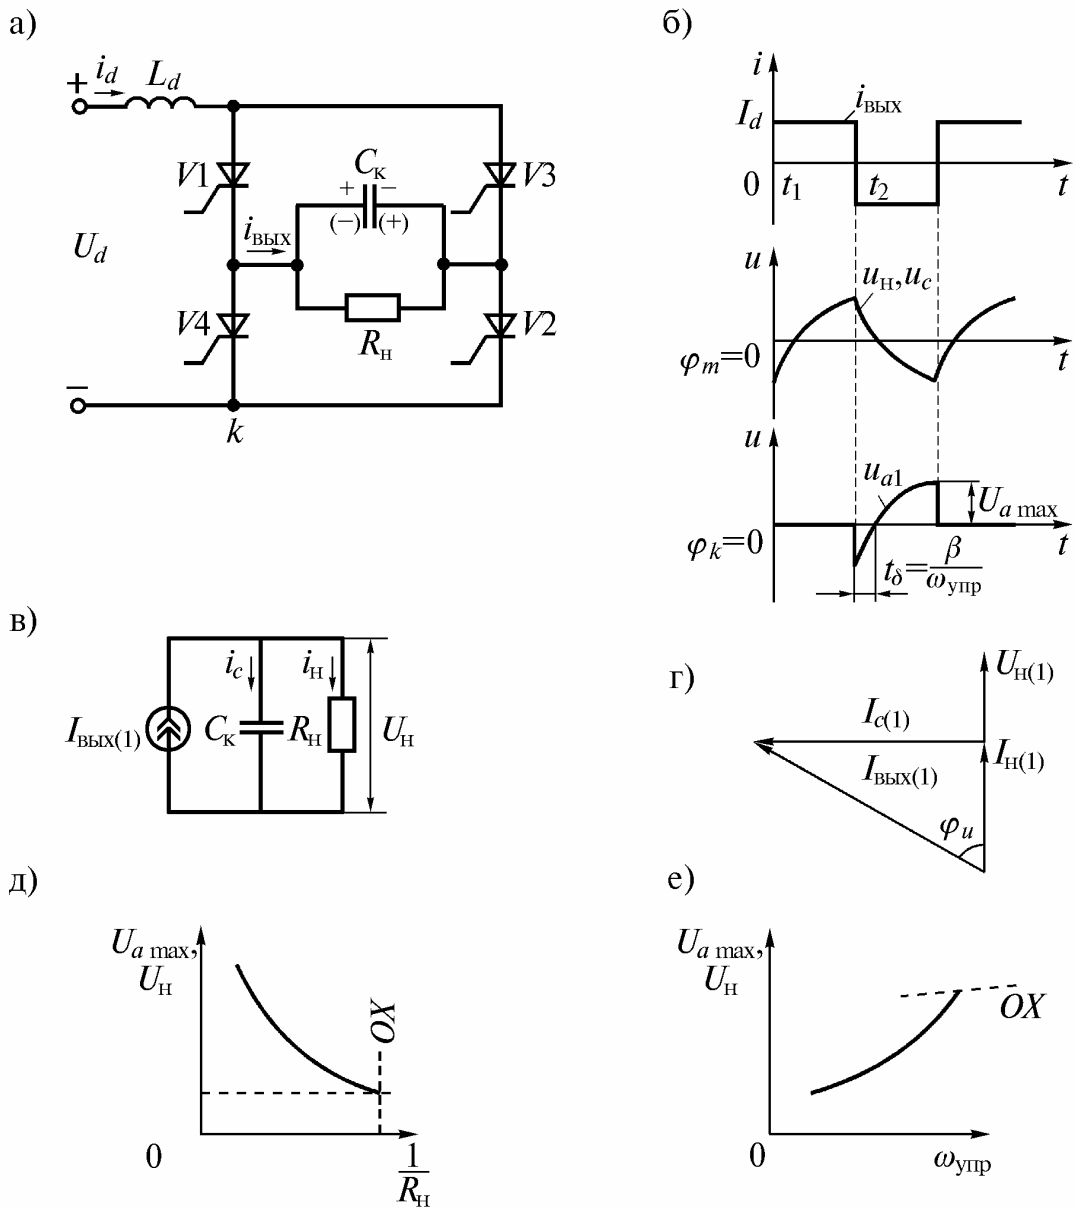 а)
+
i_d
L_d
V1
C_к
V3
+ −
(−) (+)
U_d
i_вых
V4
R_н
V2
−
k
б)
i
I_d
i_вых
0
t_1
t_2
t
u
u_н, u_c
φ_m=0
t
u
u_a1
U_a max
φ_k=0
t
t_δ=β/ω_упр
в)
i_c
i_н
I_вых(1)
C_к
R_н
U_н
г)
U_н(1)
I_c(1)
I_н(1)
I_вых(1)
φ_и
д)
U_a max,
U_н
OX
0
1/R_н
е)
U_a max,
U_н
OX
0
ω_упр